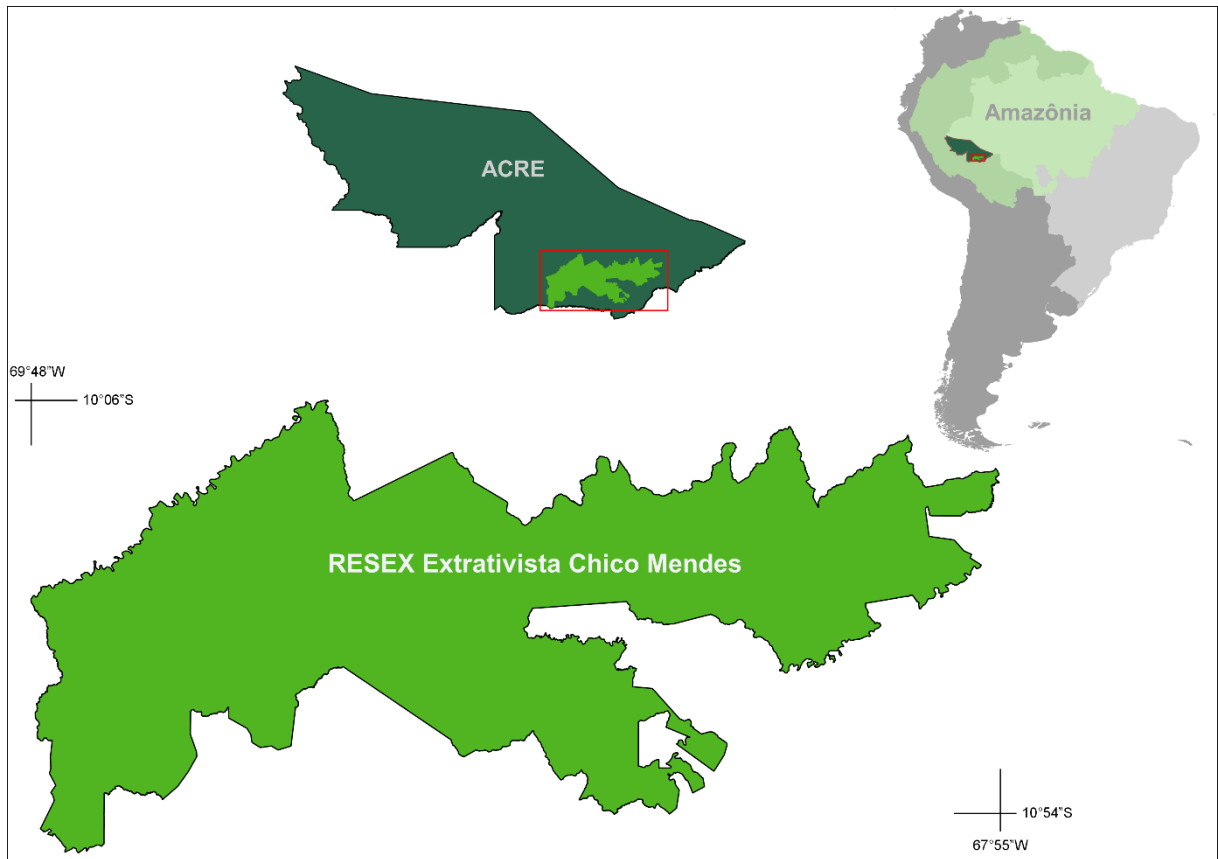 Amazônia
ACRE
69°48"W
10°06"S
RESEX Extrativista Chico Mendes
10°54"S
67°55"W